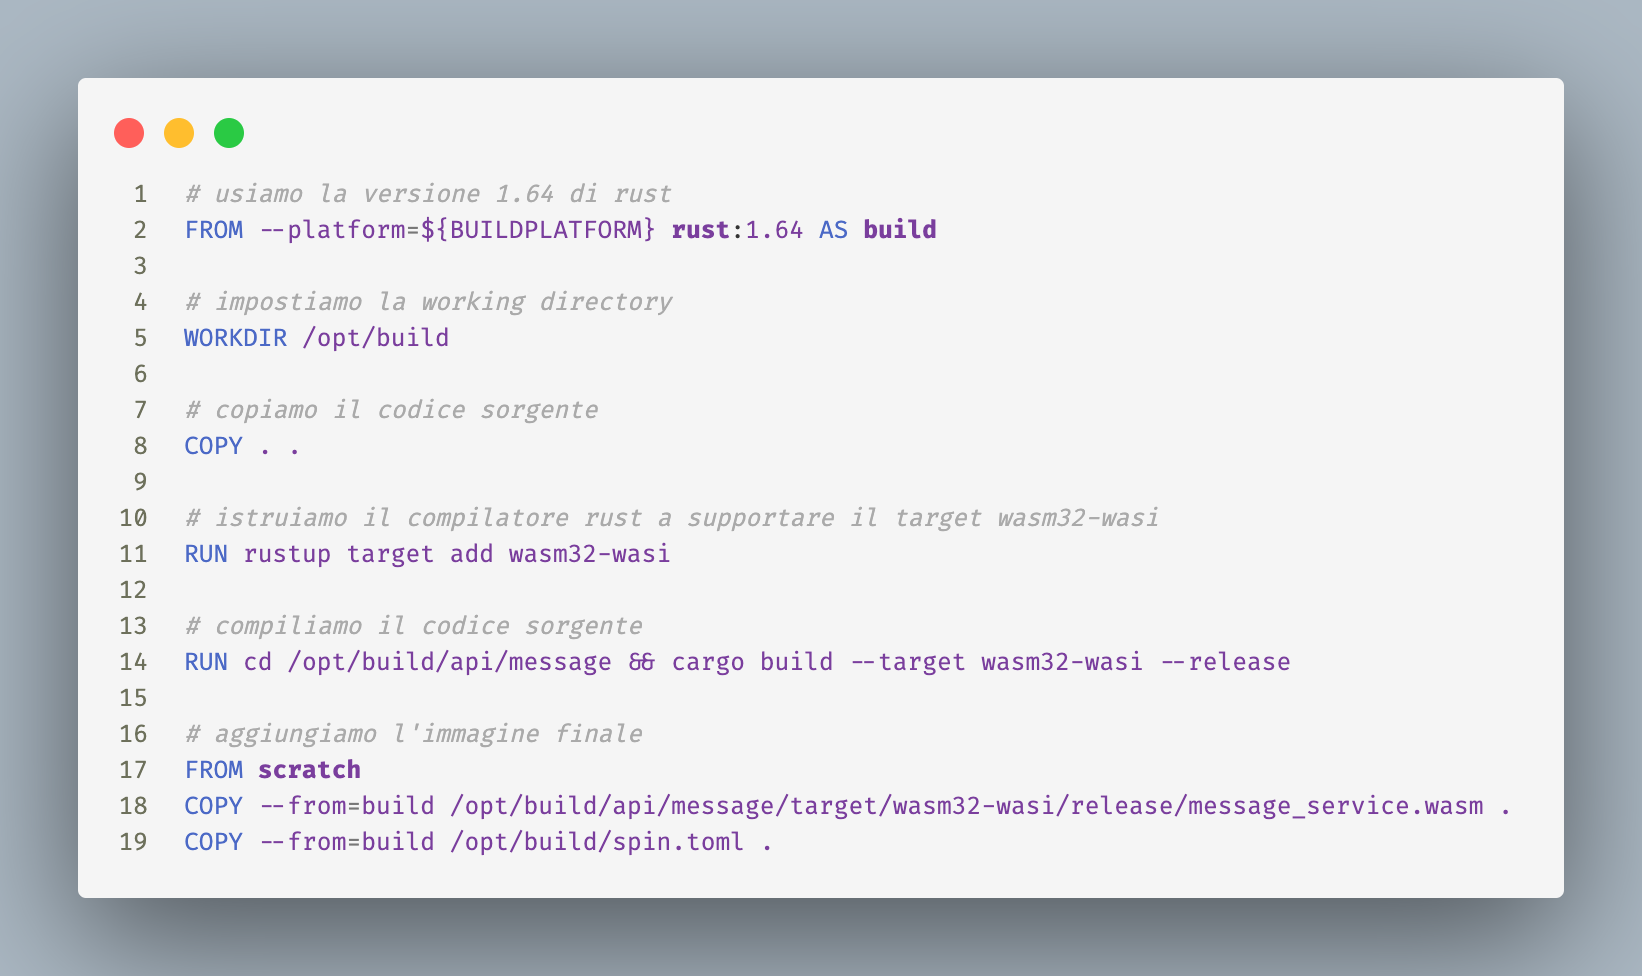 1 # usiamo la versione 1.64 di rust
2 FROM --platform=${BUILDPLATFORM} rust:1.64 AS build
3
4 # impostiamo la working directory
5 WORKDIR /opt/build
6
7 # copiamo il codice sorgente
8 COPY . .
9
10 # istruiamo il compilatore rust a supportare il target wasm32-wasi
11 RUN rustup target add wasm32-wasi
12
13 # compiliamo il codice sorgente
14 RUN cd /opt/build/api/message && cargo build --target wasm32-wasi --release
15
16 # aggiungiamo l'immagine finale
17 FROM scratch
18 COPY --from=build /opt/build/api/message/target/wasm32-wasi/release/message_service.wasm .
19 COPY --from=build /opt/build/spin.toml .